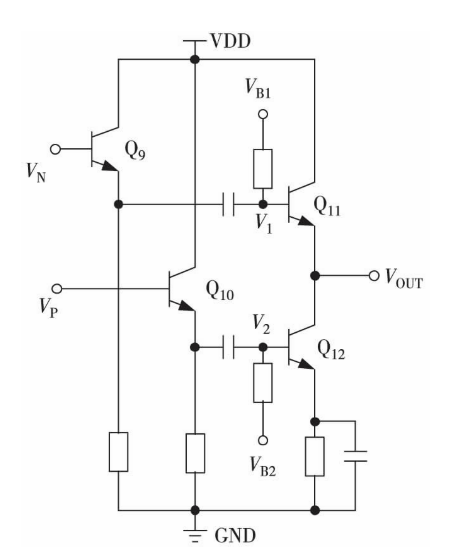 VDD
V_B1
Q_9
V_N
Q_11
V_1
V_OUT
Q_10
V_P
V_2
Q_12
V_B2
GND